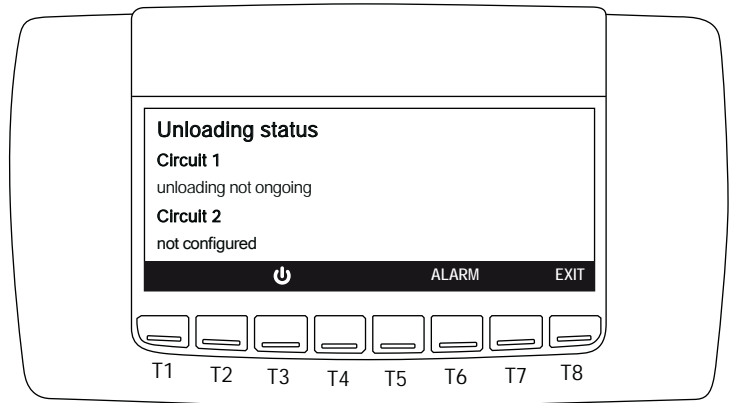 Unloading status
Circuit 1
unloading not ongoing
Circuit 2
not configured
ALARM EXIT
T1 T2 T3 T4 T5 T6 T7 T8